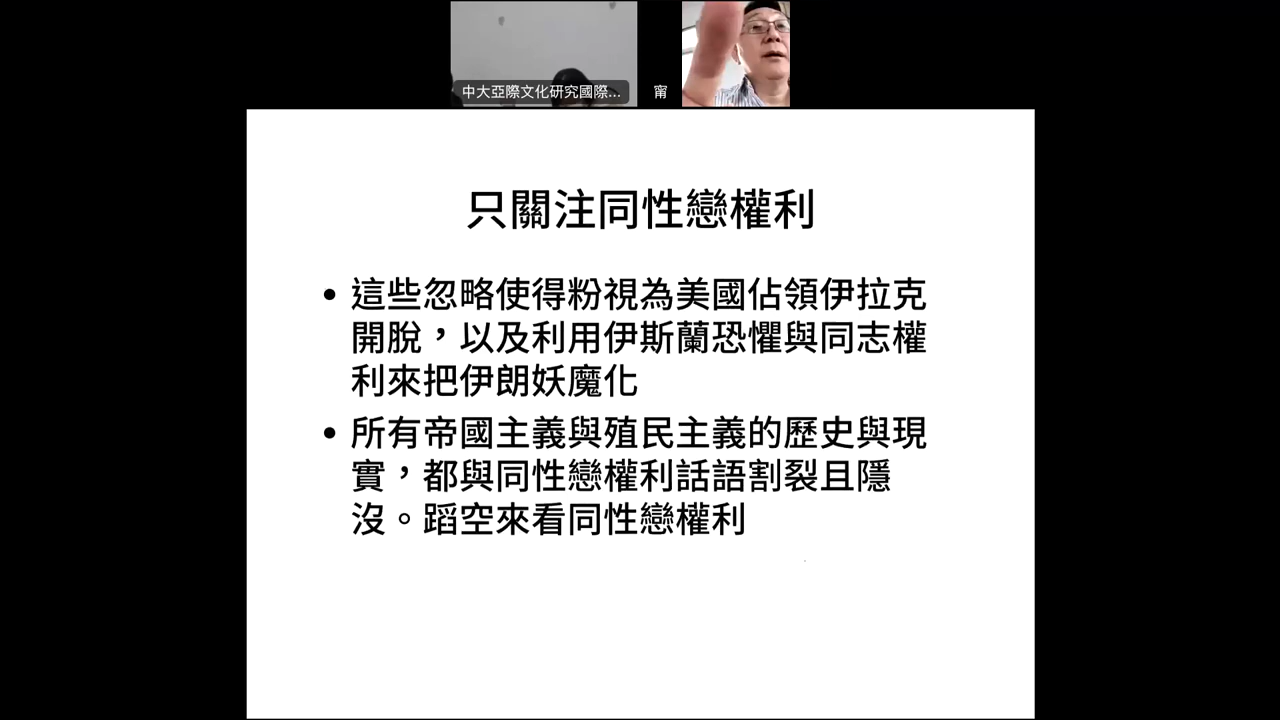 中大亞際文化研究國際...
甯
只關注同性戀權利
• 這些忽略使得粉視為美國佔領伊拉克
開脫，以及利用伊斯蘭恐懼與同志權
利來把伊朗妖魔化
• 所有帝國主義與殖民主義的歷史與現
實，都與同性戀權利話語割裂且隱
沒。蹈空來看同性戀權利